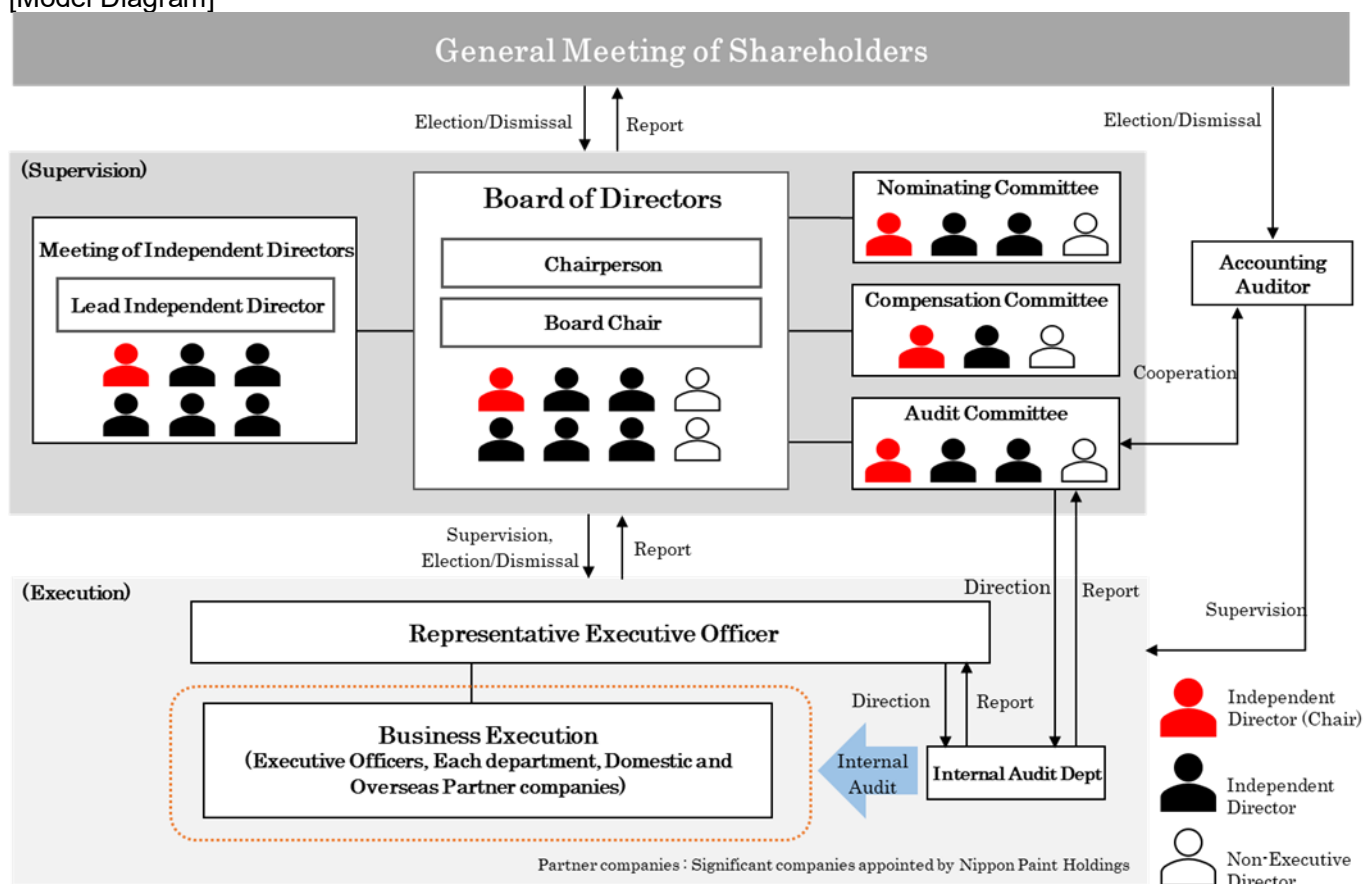 [Model Diagram]
General Meeting of Shareholders
Election/Dismissal
Report
Election/Dismissal
(Supervision)
Meeting of Independent Directors
Lead Independent Director
Board of Directors
Chairperson
Board Chair
Nominating Committee
Compensation Committee
Audit Committee
Accounting
Auditor
Cooperation
Supervision,
Election/Dismissal
Report
Direction
Report
Supervision
(Execution)
Representative Executive Officer
Direction
Report
Business Execution
(Executive Officers, Each department, Domestic and
Overseas Partner companies)
Internal
Audit
Internal Audit Dept
Independent
Director (Chair)
Independent
Director
Non-Executive
Director
Partner companies : Significant companies appointed by Nippon Paint Holdings